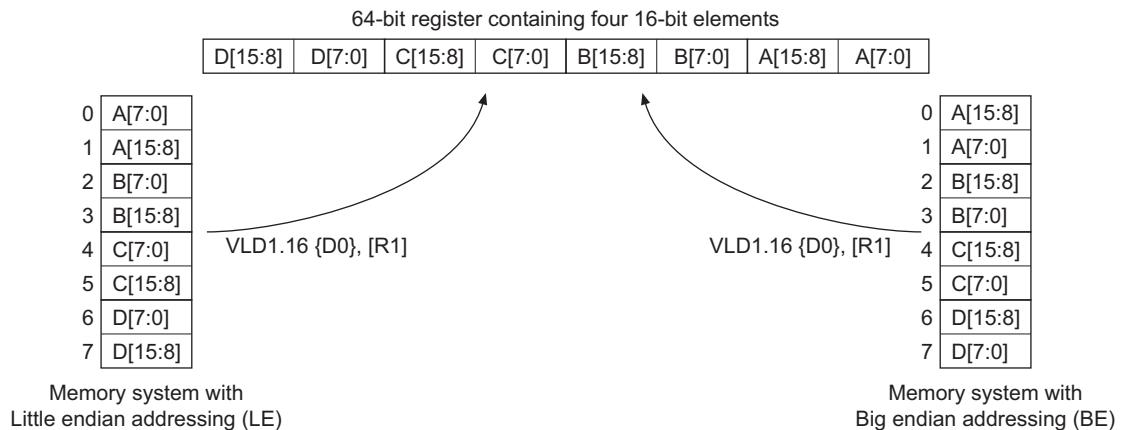 64-bit register containing four 16-bit elements
D[15:8] D[7:0] C[15:8] C[7:0] B[15:8] B[7:0] A[15:8] A[7:0]
0 A[7:0]
1 A[15:8]
2 B[7:0]
3 B[15:8]
4 C[7:0]
5 C[15:8]
6 D[7:0]
7 D[15:8]
VLD1.16 {D0}, [R1]
Memory system with
Little endian addressing (LE)
VLD1.16 {D0}, [R1]
0 A[15:8]
1 A[7:0]
2 B[15:8]
3 B[7:0]
4 C[15:8]
5 C[7:0]
6 D[15:8]
7 D[7:0]
Memory system with
Big endian addressing (BE)